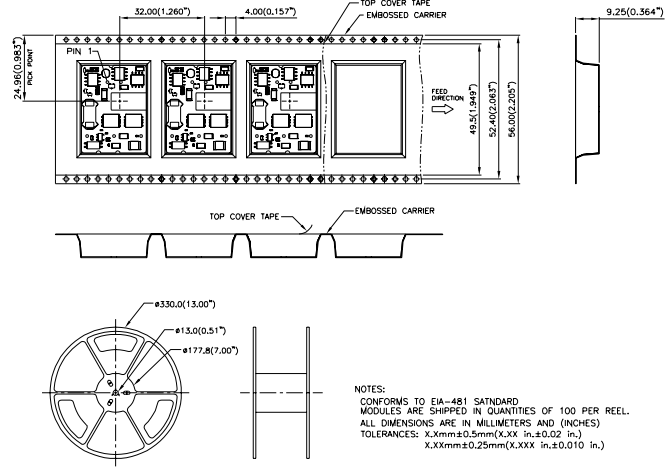 TOP COVER TAPE
EMBOSSED CARRIER
32.00(1.260")
4.00(0.157")
9.25(0.364")
24.96(0.983")
PICK POINT
PIN 1
FEED
DIRECTION
49.5(1.949")
52.40(2.063")
56.00(2.205")
TOP COVER TAPE
EMBOSSED CARRIER
ø330.0(13.00")
ø13.0(0.51")
ø177.8(7.00")
NOTES:
CONFORMS TO EIA-481 SATNDARD
MODULES ARE SHIPPED IN QUANTITIES OF 100 PER REEL.
ALL DIMENSIONS ARE IN MILLIMETERS AND (INCHES)
TOLERANCES: X.Xmm±0.5mm(X.XX in.±0.02 in.)
X.XXmm±0.25mm(X.XXX in.±0.010 in.)